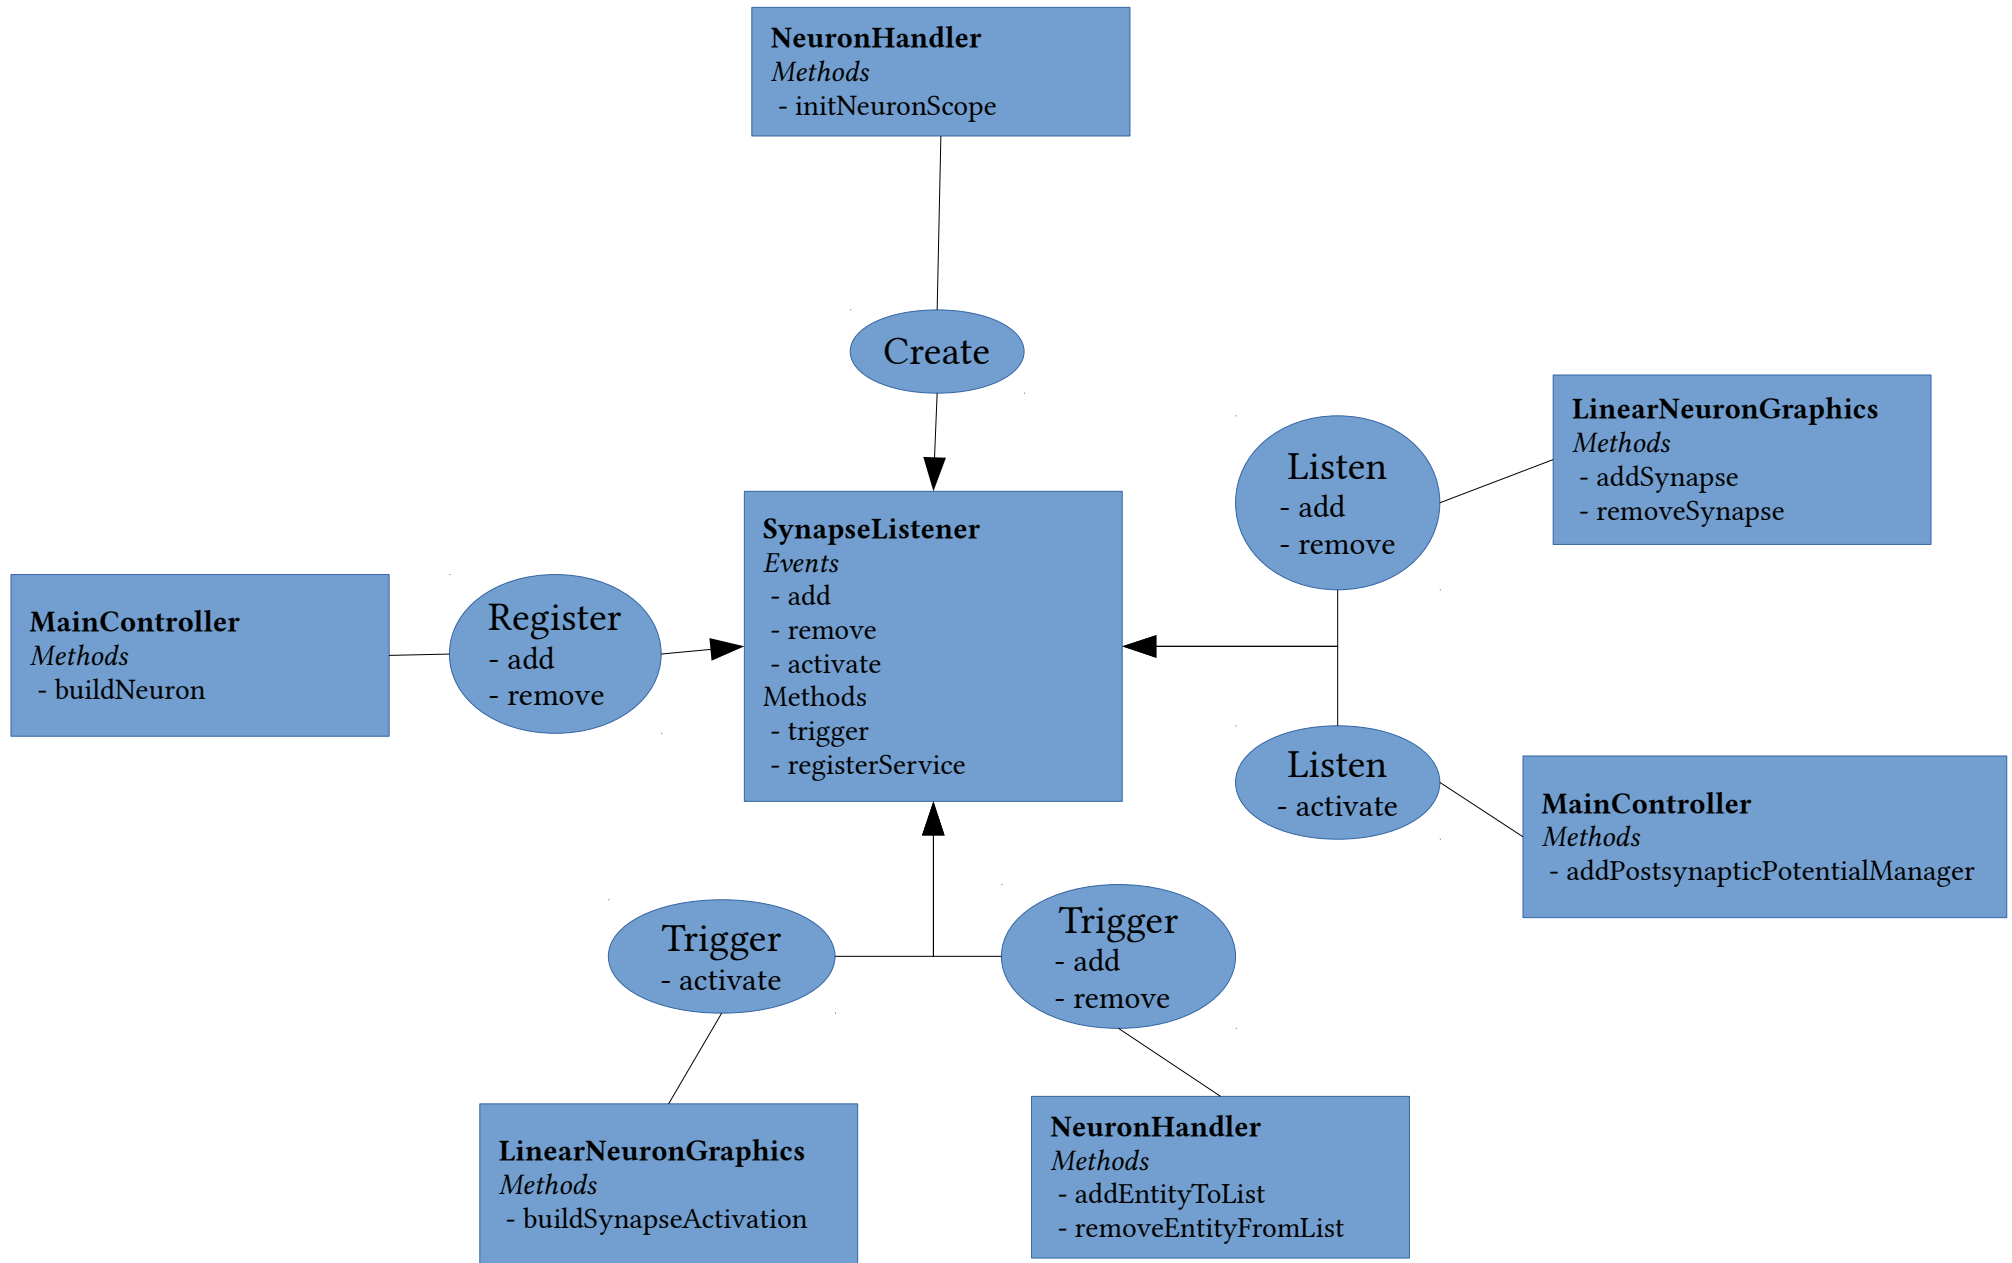 NeuronHandler
Methods
- initNeuronScope
Create
LinearNeuronGraphics
Methods
- addSynapse
- removeSynapse
Listen
- add
- remove
SynapseListener
Events
- add
- remove
- activate
Methods
- trigger
- registerService
MainController
Methods
- buildNeuron
Register
- add
- remove
Listen
- activate
MainController
Methods
- addPostsynapticPotentialManager
Trigger
- activate
Trigger
- add
- remove
LinearNeuronGraphics
Methods
- buildSynapseActivation
NeuronHandler
Methods
- addEntityToList
- removeEntityFromList